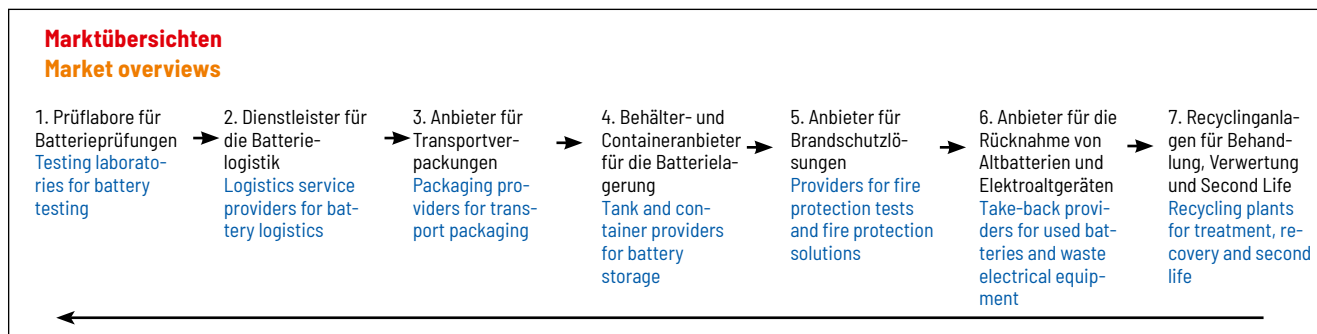 Marktübersichten
Market overviews
1. Prüflabore für
Batterieprüfungen
Testing laborato-
ries for battery
testing
2. Dienstleister für
die Batterie-
logistik
Logistics service
providers for bat-
tery logistics
3. Anbieter für
Transportver-
packungen
Packaging pro-
viders for trans-
port packaging
4. Behälter- und
Containeranbieter
für die Batteriela-
gerung
Tank and con-
tainer providers
for battery
storage
5. Anbieter für
Brandschutzlö-
sungen
Providers for fire
protection tests
and fire protection
solutions
6. Anbieter für die
Rücknahme von
Altbatterien und
Elektroaltgeräten
Take-back provi-
ders for used bat-
teries and waste
electrical equip-
ment
7. Recyclinganla-
gen für Behand-
lung, Verwertung
und Second Life
Recycling plants
for treatment, re-
covery and second
life